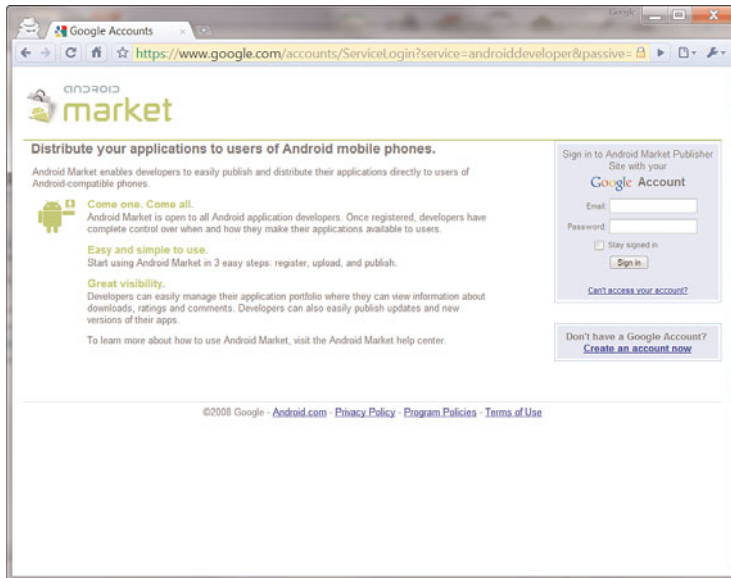 Google
Google Accounts
https://www.google.com/accounts/ServiceLogin?service=androiddeveloper&passive=
android
market
Distribute your applications to users of Android mobile phones.
Android Market enables developers to easily publish and distribute their applications directly to users of
Android-compatible phones.
Come one. Come all.
Android Market is open to all Android application developers. Once registered, developers have
complete control over when and how they make their applications available to users.
Easy and simple to use.
Start using Android Market in 3 easy steps: register, upload, and publish.
Great visibility.
Developers can easily manage their application portfolio where they can view information about
downloads, ratings and comments. Developers can also easily publish updates and new
versions of their apps.
To learn more about how to use Android Market, visit the Android Market help center.
Sign in to Android Market Publisher
Site with your
Google Account
Email:
Password:
Stay signed in
Sign in
Can't access your account?
Don't have a Google Account?
Create an account now
©2008 Google - Android.com - Privacy Policy - Program Policies - Terms of Use